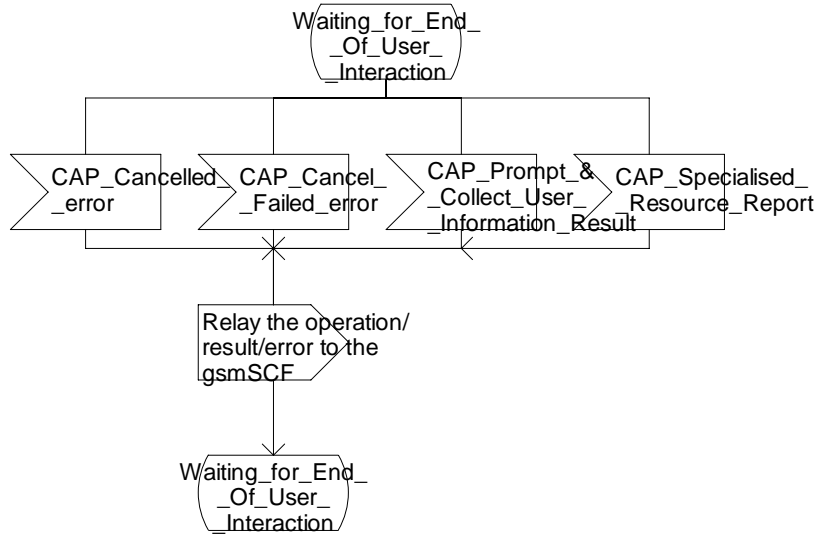 Waiting_for_End_
_Of_User_
_Interaction
CAP_Cancelled_
_error
CAP_Cancel_
_Failed_error
CAP_Prompt_&
_Collect_User_
_Information_Result
CAP_Specialised_
_Resource_Report
Relay the operation/
result/error to the
gsmSCF
Waiting_for_End_
_Of_User_
_Interaction